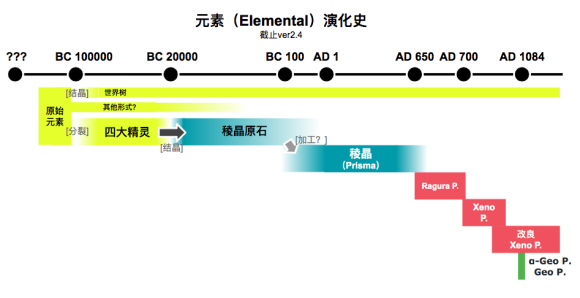 元素（Elemental）演化史
截止ver2.4
???
BC 100000
BC 20000
BC 100
AD 1
AD 650
AD 700
AD 1084
[结晶]
世界树
其他形式?
原始
元素
[分裂]
四大精灵
[结晶]
稜晶原石
[加工? ]
稜晶
（Prisma）
Ragura P.
Xeno
P.
改良
Xeno P.
α-Geo P.
Geo P.